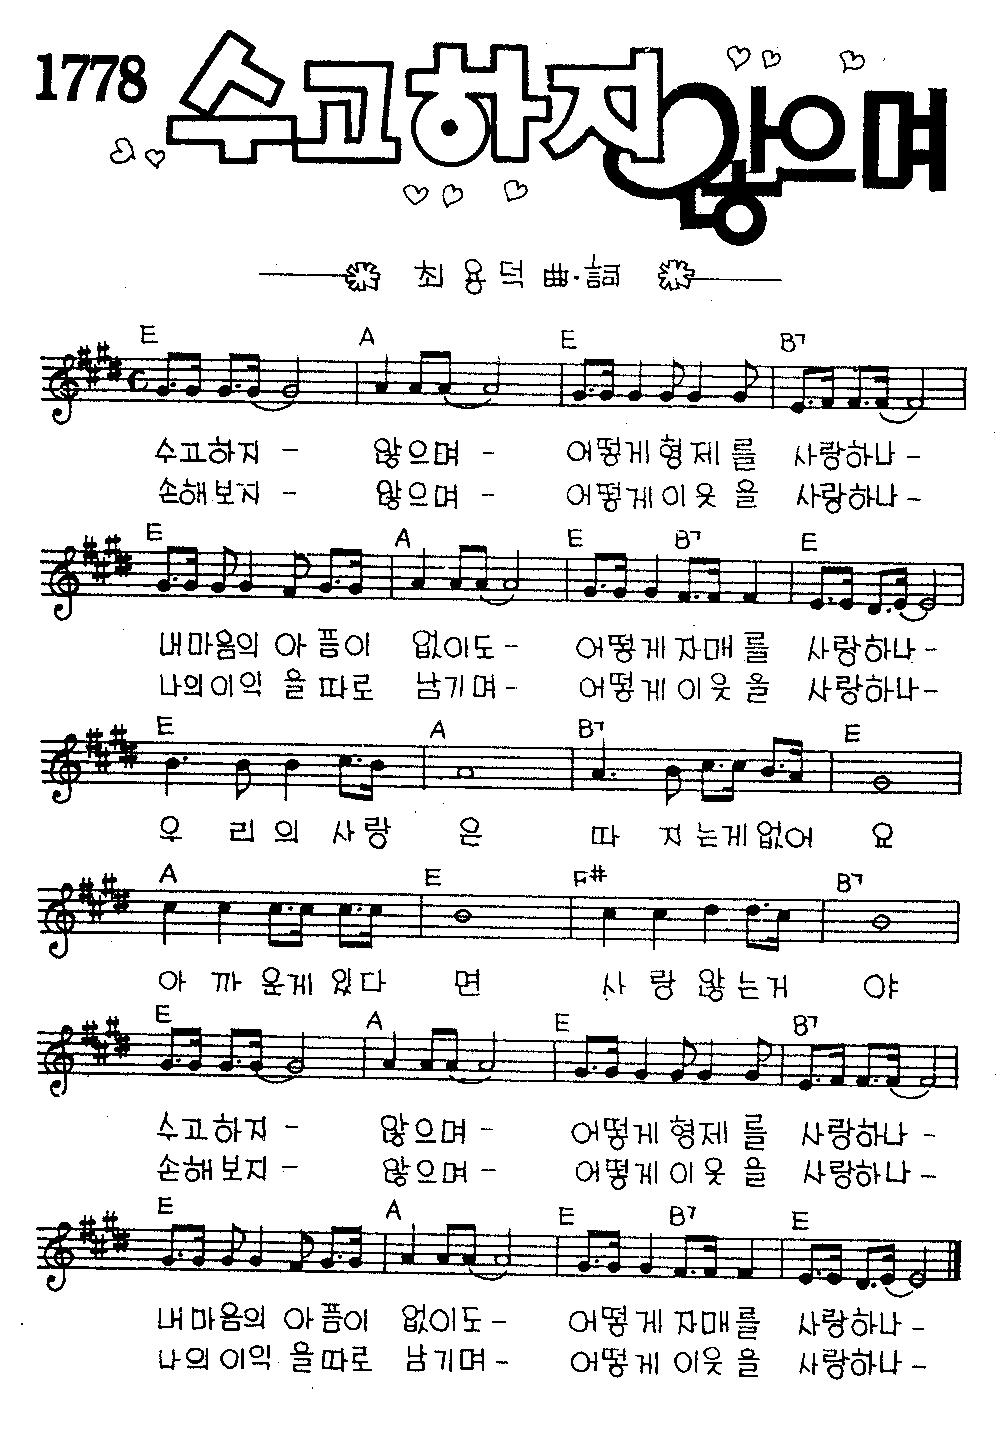 1778 수고하지 않으며
최용덕 曲·詞
E A E B7
수고하지 - 않으며 - 어떻게 형제를 사랑하나 -
손해보지 - 않으며 - 어떻게 이웃을 사랑하나 -
E A E B7 E
내마음의 아픔이 없이도 - 어떻게 자매를 사랑하나 -
나의이익을 따로 남기며 - 어떻게 이웃을 사랑하나 -
E A B7 E
우리의 사랑은 따지는게없어요
A E F# B7
아까운게 있다면 사랑않는거야
E A E B7
수고하지 - 않으며 - 어떻게 형제를 사랑하나 -
손해보지 - 않으며 - 어떻게 이웃을 사랑하나 -
E A E B7 E
내마음의 아픔이 없이도 - 어떻게 자매를 사랑하나 -
나의이익을 따로 남기며 - 어떻게 이웃을 사랑하나 -